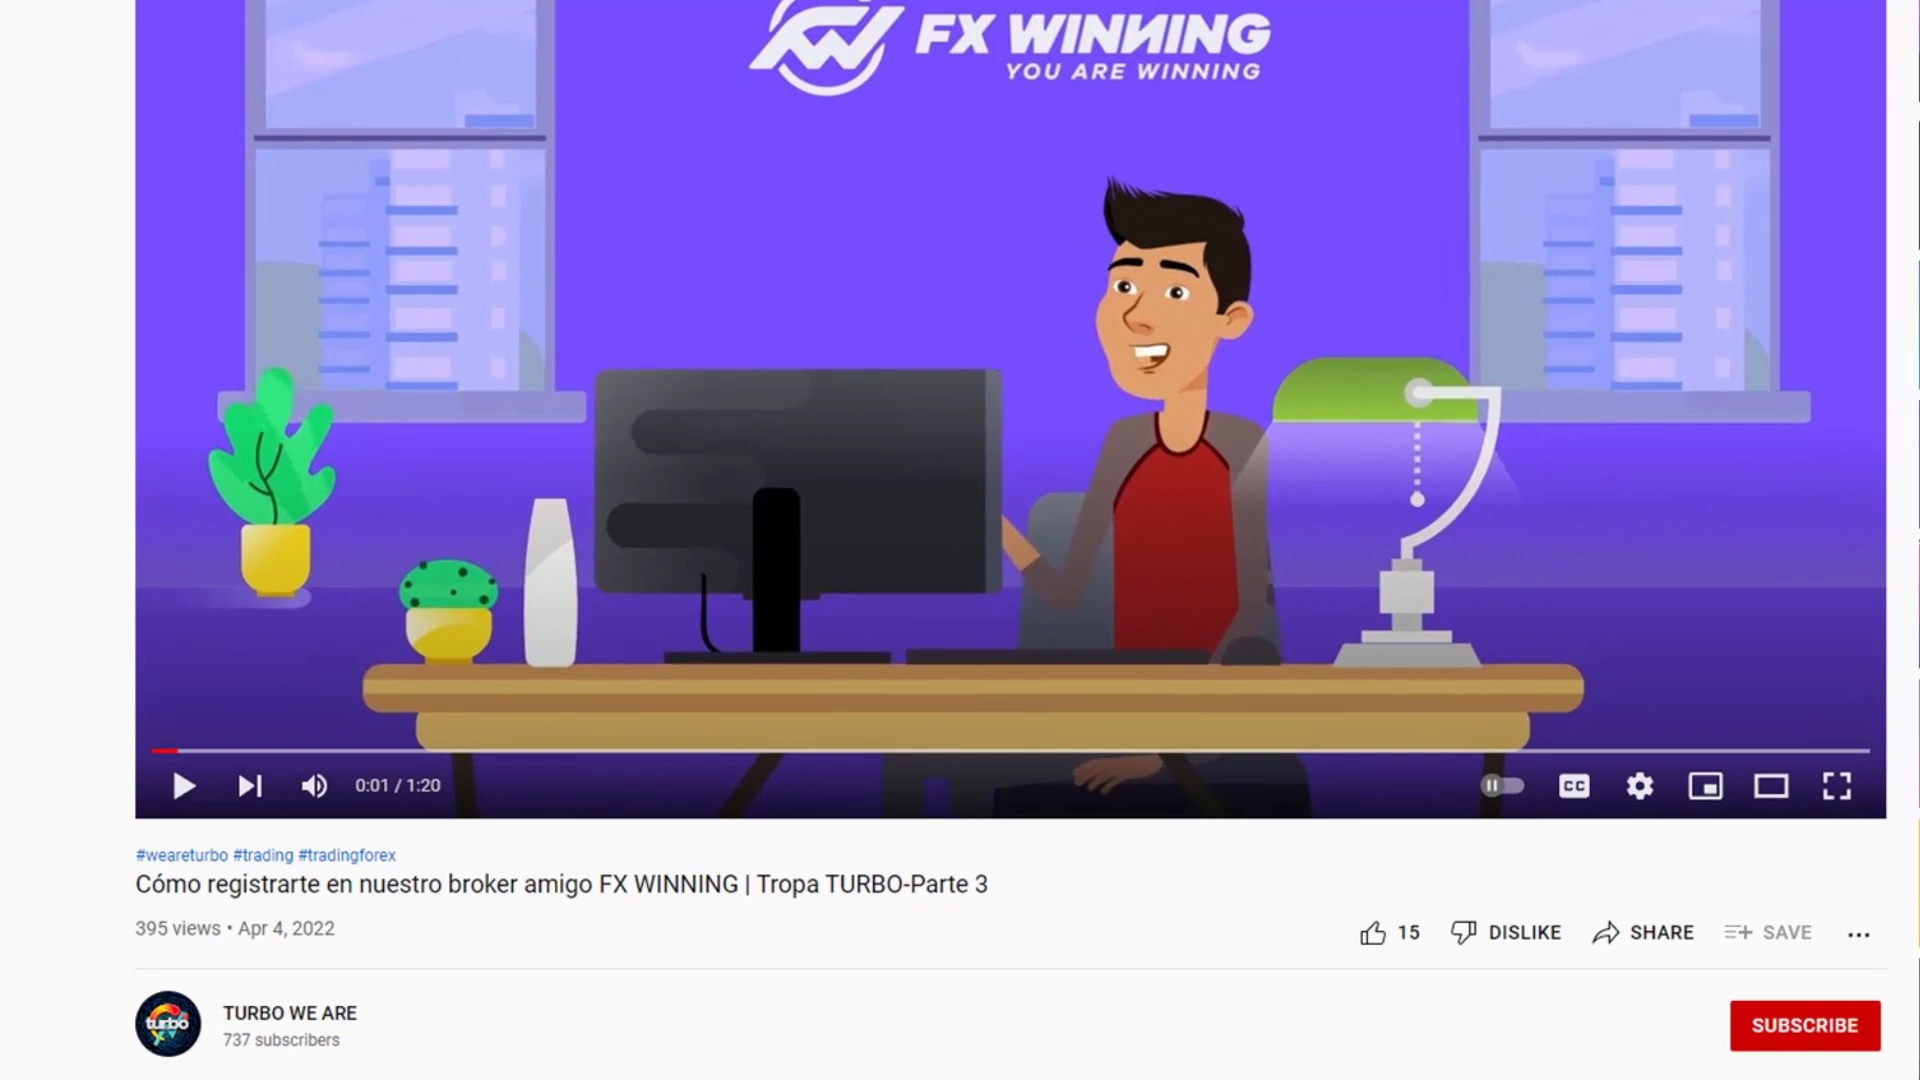 FX WINNING
YOU ARE WINNING
0:01 / 1:20
CC
#weareturbo #trading #tradingforex
Cómo registrarte en nuestro broker amigo FX WINNING | Tropa TURBO-Parte 3
395 views • Apr 4, 2022
15 DISLIKE SHARE SAVE
turbo
TURBO WE ARE
737 subscribers
SUBSCRIBE